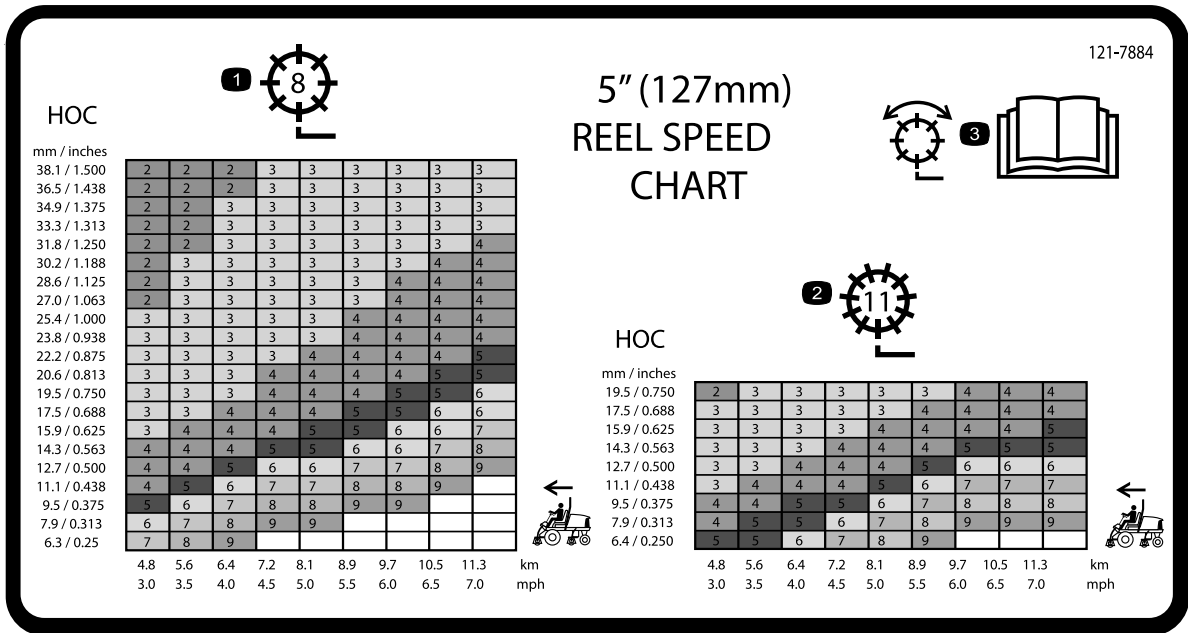 121-7884
5” (127mm)
REEL SPEED
CHART
1
8
HOC
mm / inches
38.1 / 1.500 2 2 2 3 3 3 3 3 3
36.5 / 1.438 2 2 2 3 3 3 3 3 3
34.9 / 1.375 2 2 3 3 3 3 3 3 3
33.3 / 1.313 2 2 3 3 3 3 3 3 3
31.8 / 1.250 2 2 3 3 3 3 3 3 4
30.2 / 1.188 2 3 3 3 3 3 3 4 4
28.6 / 1.125 2 3 3 3 3 3 4 4 4
27.0 / 1.063 2 3 3 3 3 3 4 4 4
25.4 / 1.000 3 3 3 3 3 4 4 4 4
23.8 / 0.938 3 3 3 3 3 4 4 4 4
22.2 / 0.875 3 3 3 3 4 4 4 4 5
20.6 / 0.813 3 3 3 4 4 4 4 5 5
19.5 / 0.750 3 3 3 4 4 4 5 5 6
17.5 / 0.688 3 3 4 4 4 5 5 6 6
15.9 / 0.625 3 4 4 4 5 5 6 6 7
14.3 / 0.563 4 4 4 5 5 6 6 7 8
12.7 / 0.500 4 4 5 6 6 7 7 8 9
11.1 / 0.438 4 5 6 7 7 8 8 9
9.5 / 0.375 5 6 7 8 8 9 9
7.9 / 0.313 6 7 8 9 9
6.3 / 0.25 7 8 9
4.8 5.6 6.4 7.2 8.1 8.9 9.7 10.5 11.3 km
3.0 3.5 4.0 4.5 5.0 5.5 6.0 6.5 7.0 mph
3
2
11
HOC
mm / inches
19.5 / 0.750 2 3 3 3 3 3 4 4 4
17.5 / 0.688 3 3 3 3 3 4 4 4 4
15.9 / 0.625 3 3 3 3 4 4 4 4 5
14.3 / 0.563 3 3 3 4 4 4 5 5 5
12.7 / 0.500 3 3 4 4 4 5 6 6 6
11.1 / 0.438 3 4 4 4 5 6 7 7 7
9.5 / 0.375 4 4 5 5 6 7 8 8 8
7.9 / 0.313 4 5 5 6 7 8 9 9 9
6.4 / 0.250 5 5 6 7 8 9
4.8 5.6 6.4 7.2 8.1 8.9 9.7 10.5 11.3 km
3.0 3.5 4.0 4.5 5.0 5.5 6.0 6.5 7.0 mph